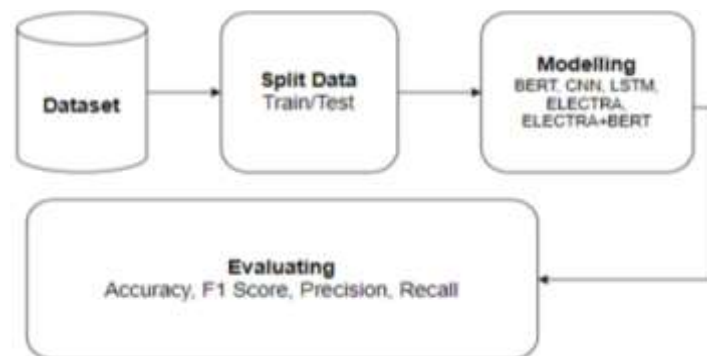 Dataset
Split Data
Train/Test
Modelling
BERT, CNN, LSTM,
ELECTRA,
ELECTRA+BERT
Evaluating
Accuracy, F1 Score, Precision, Recall